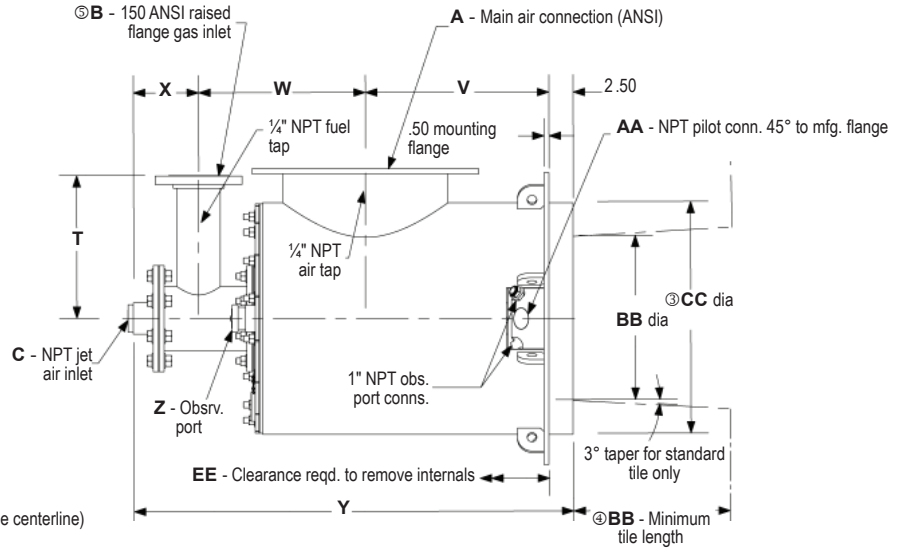 ⑤B - 150 ANSI raised
flange gas inlet
A - Main air connection (ANSI)
X
W
V
2.50
¼" NPT fuel
tap
.50 mounting
flange
AA - NPT pilot conn. 45° to mfg. flange
T
¼" NPT
air tap
BB dia
③CC dia
C - NPT jet
air inlet
1" NPT obs.
port conns.
Z - Obsrv.
port
3° taper for standard
tile only
EE - Clearance reqd. to remove internals
Y
④BB - Minimum
tile length
e centerline)